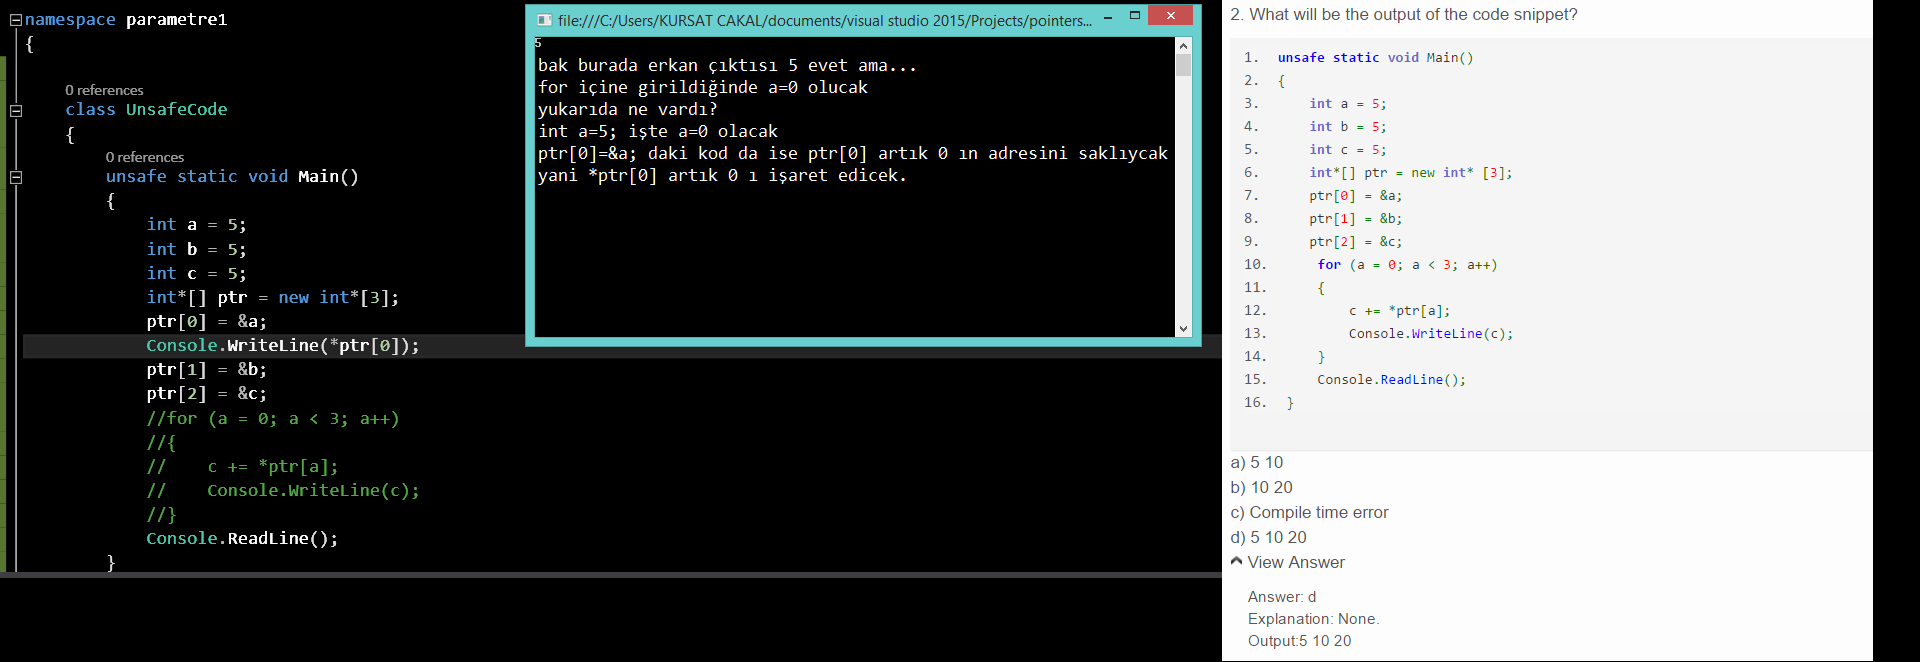 namespace parametre1
{
0 references
class UnsafeCode
{
0 references
unsafe static void Main()
{
int a = 5;
int b = 5;
int c = 5;
int*[] ptr = new int*[3];
ptr[0] = &a;
Console.WriteLine(*ptr[0]);
ptr[1] = &b;
ptr[2] = &c;
//for (a = 0; a < 3; a++)
//{
//    c += *ptr[a];
//    Console.WriteLine(c);
//}
Console.ReadLine();
}
file:///C:/Users/KURSAT CAKAL/documents/visual studio 2015/Projects/pointers...
5
bak burada erkan çıktısı 5 evet ama...
for içine girildiğinde a=0 olucak
yukarıda ne vardı?
int a=5; işte a=0 olacak
ptr[0]=&a; daki kod da ise ptr[0] artık 0 ın adresini saklıycak
yani *ptr[0] artık 0 ı işaret edicek.
2. What will be the output of the code snippet?
1. unsafe static void Main()
2. {
3. int a = 5;
4. int b = 5;
5. int c = 5;
6. int*[] ptr = new int* [3];
7. ptr[0] = &a;
8. ptr[1] = &b;
9. ptr[2] = &c;
10. for (a = 0; a < 3; a++)
11. {
12. c += *ptr[a];
13. Console.WriteLine(c);
14. }
15. Console.ReadLine();
16. }
a) 5 10
b) 10 20
c) Compile time error
d) 5 10 20
View Answer
Answer: d
Explanation: None.
Output:5 10 20